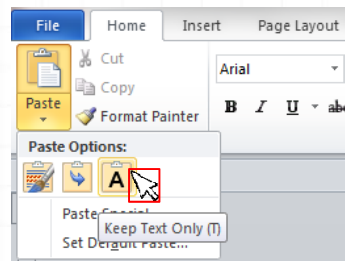 File Home Insert Page Layout
Cut
Copy
Format Painter
Paste
Arial
B I U abc
Paste Options:
A
Paste Special...
Keep Text Only (T)
Set Default Paste...